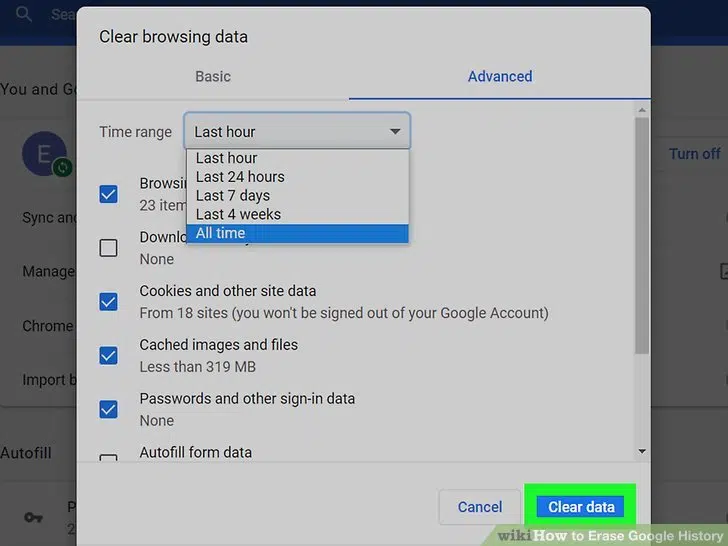 Sea
Clear browsing data
Basic
Advanced
You and Go
Time range
Last hour
Last hour
Last 24 hours
Last 7 days
Last 4 weeks
All time
E
Turn off
Browsin
23 item
Sync and
Downlo
None
Manage
Cookies and other site data
From 18 sites (you won't be signed out of your Google Account)
Chrome
Cached images and files
Less than 319 MB
Import b
Passwords and other sign-in data
None
Autofill
Autofill form data
P
2
Cancel
Clear data
wikiHow to Erase Google History